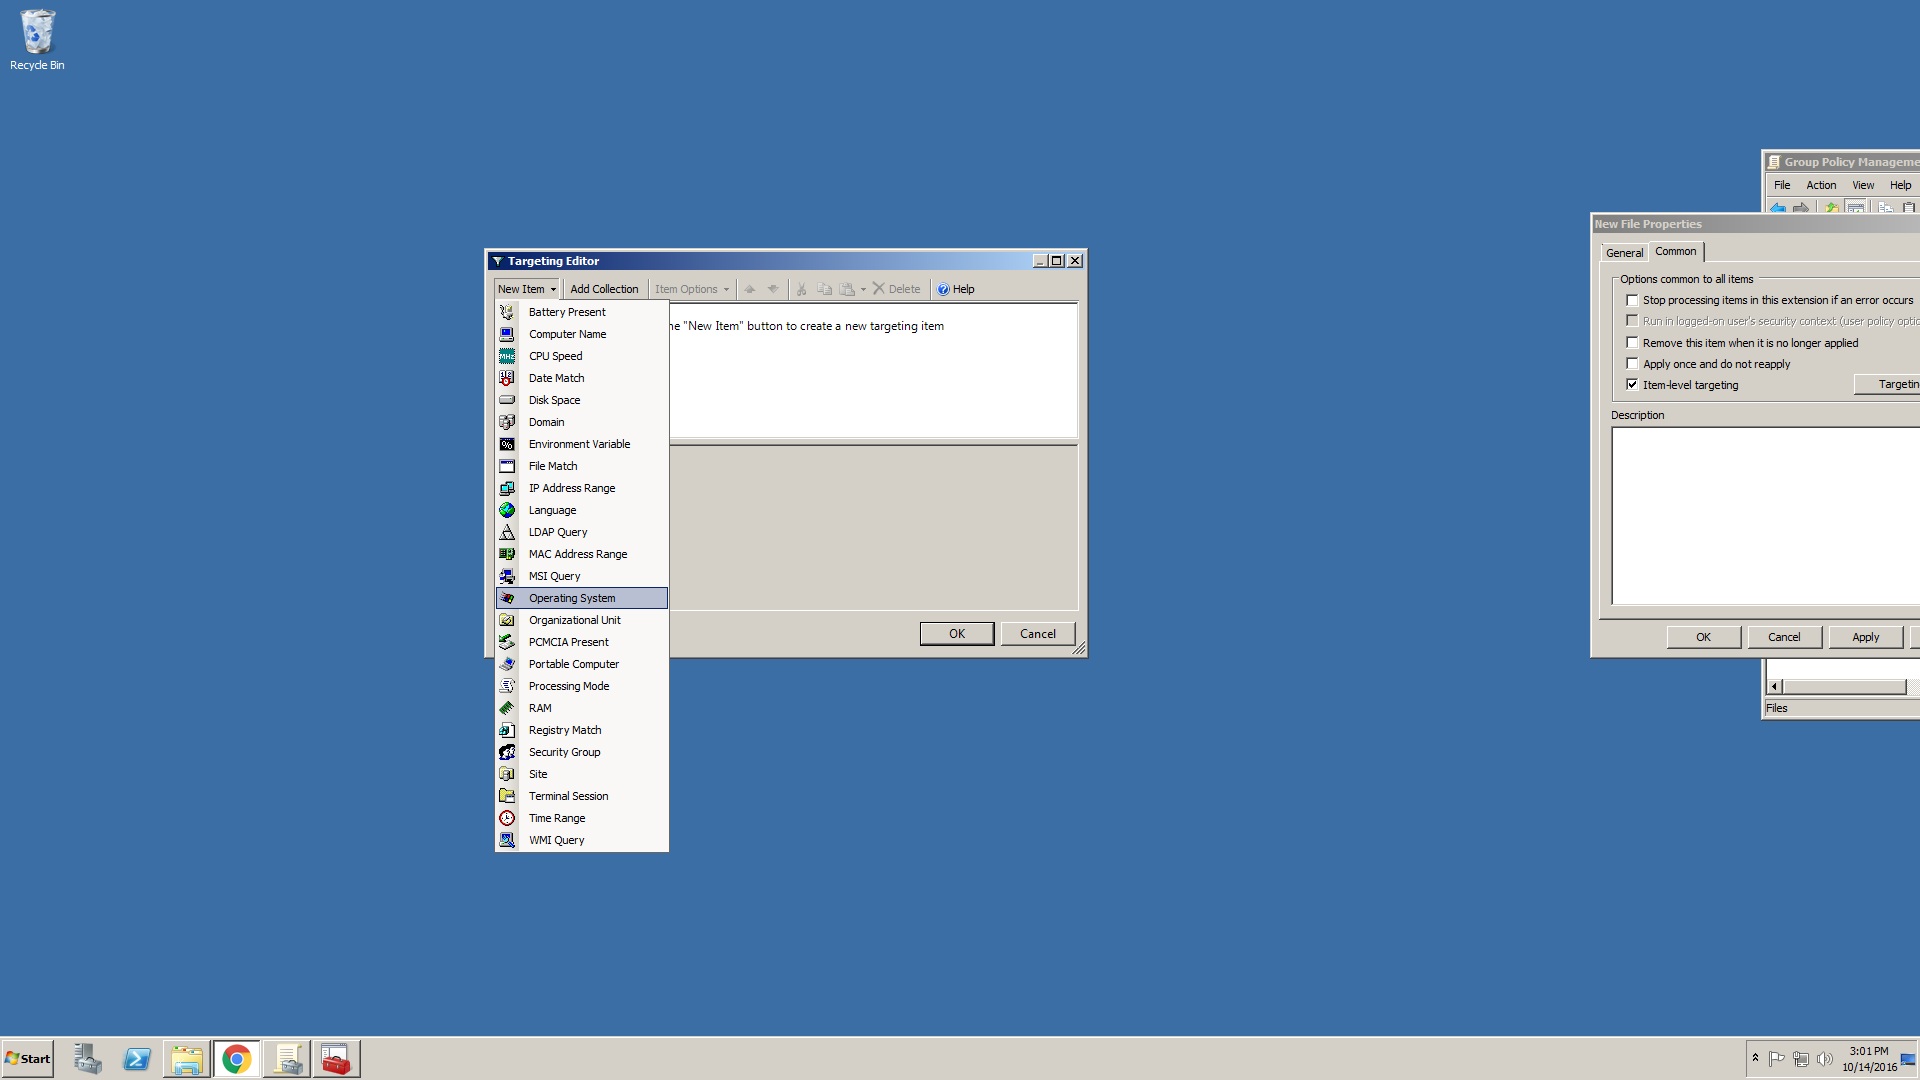 Recycle Bin
Group Policy Manageme
File Action View Help
New File Properties
General Common
Options common to all items
Stop processing items in this extension if an error occurs
Run in logged-on user's security context (user policy optio
Remove this item when it is no longer applied
Apply once and do not reapply
Item-level targeting
Targetin
Description
OK Cancel Apply
Files
Targeting Editor
New Item Add Collection Item Options Delete Help
he "New Item" button to create a new targeting item
Battery Present
Computer Name
CPU Speed
Date Match
Disk Space
Domain
Environment Variable
File Match
IP Address Range
Language
LDAP Query
MAC Address Range
MSI Query
Operating System
Organizational Unit
PCMCIA Present
Portable Computer
Processing Mode
RAM
Registry Match
Security Group
Site
Terminal Session
Time Range
WMI Query
OK Cancel
Start
3:01 PM
10/14/2016